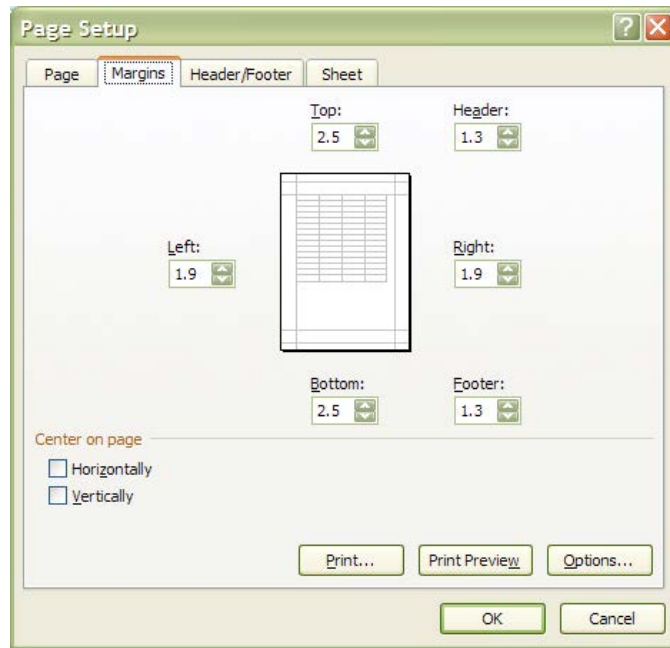 Page Setup
Page Margins Header/Footer Sheet
Top: Header:
2.5 1.3
Left: Right:
1.9 1.9
Bottom: Footer:
2.5 1.3
Center on page
Horizontally
Vertically
Print... Print Preview Options...
OK Cancel